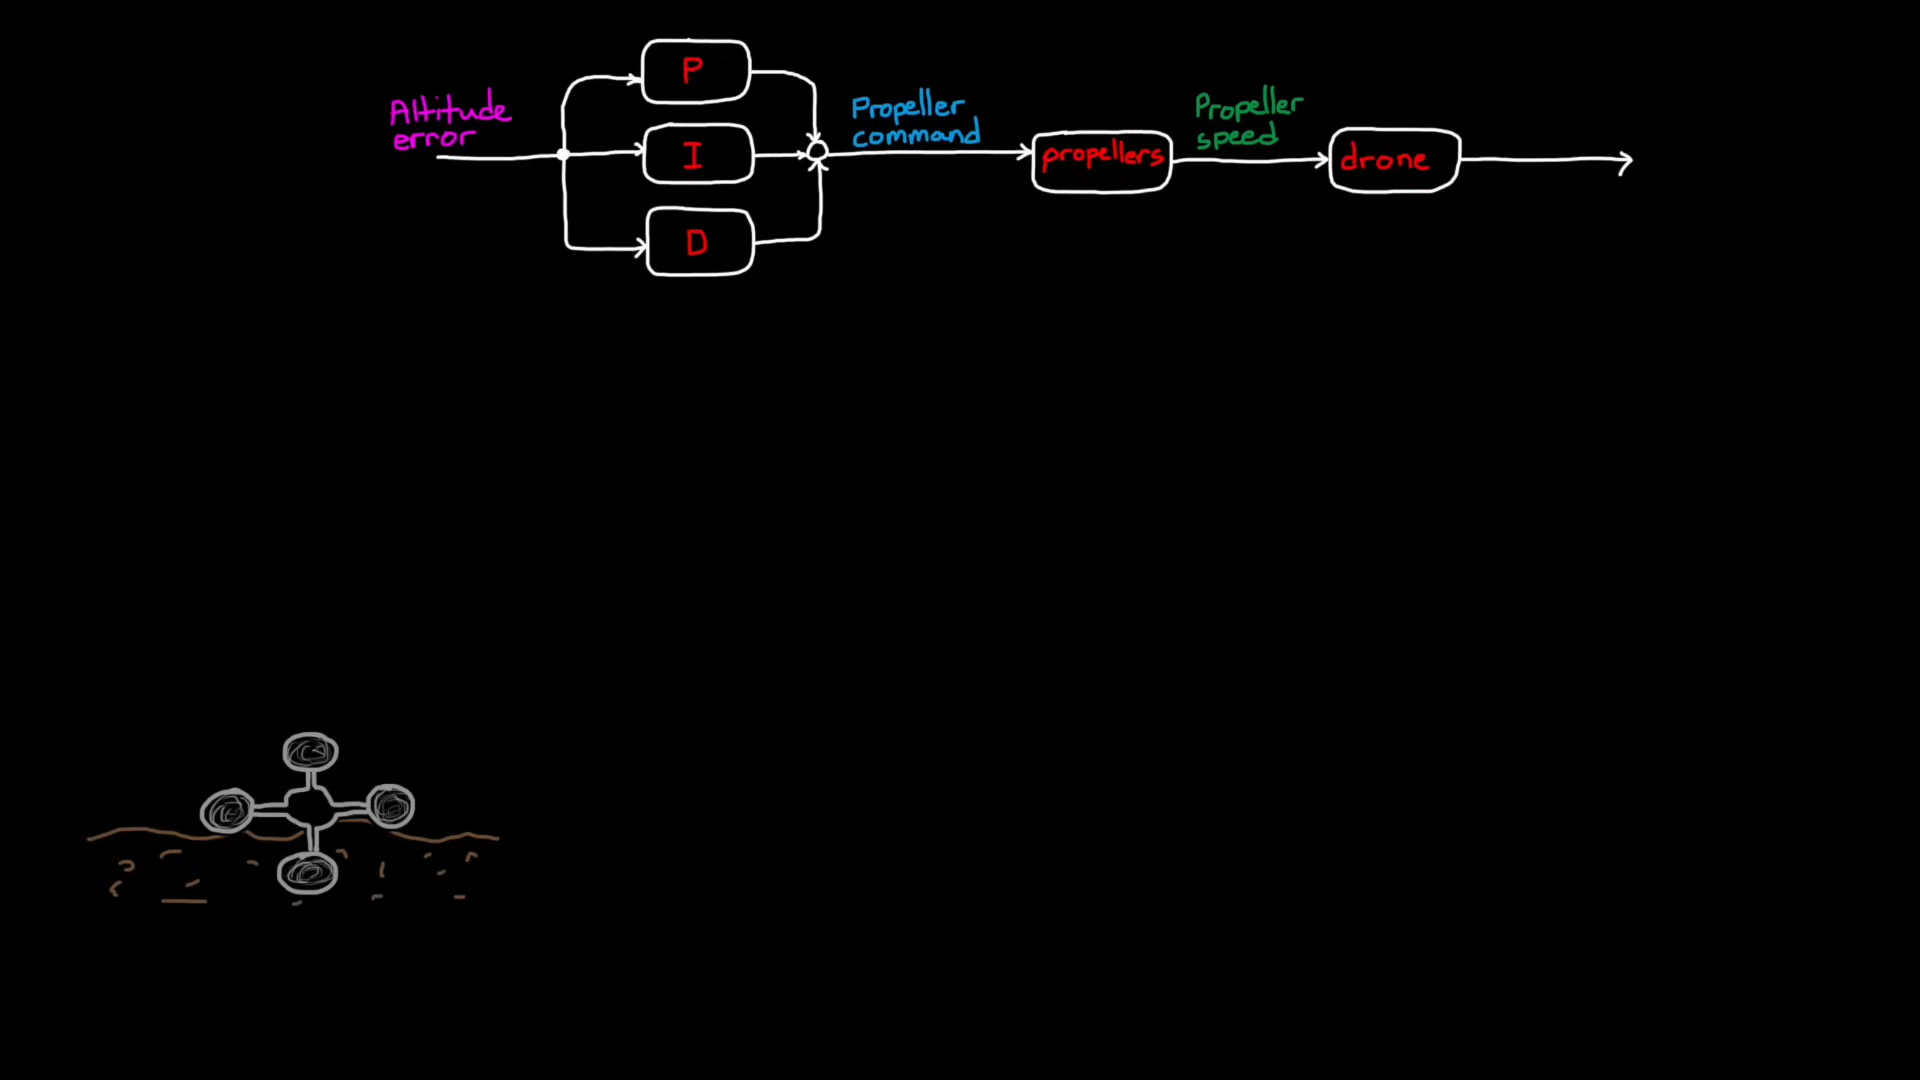 P
Altitude
error
I
D
Propeller
command
propellers
Propeller
speed
drone